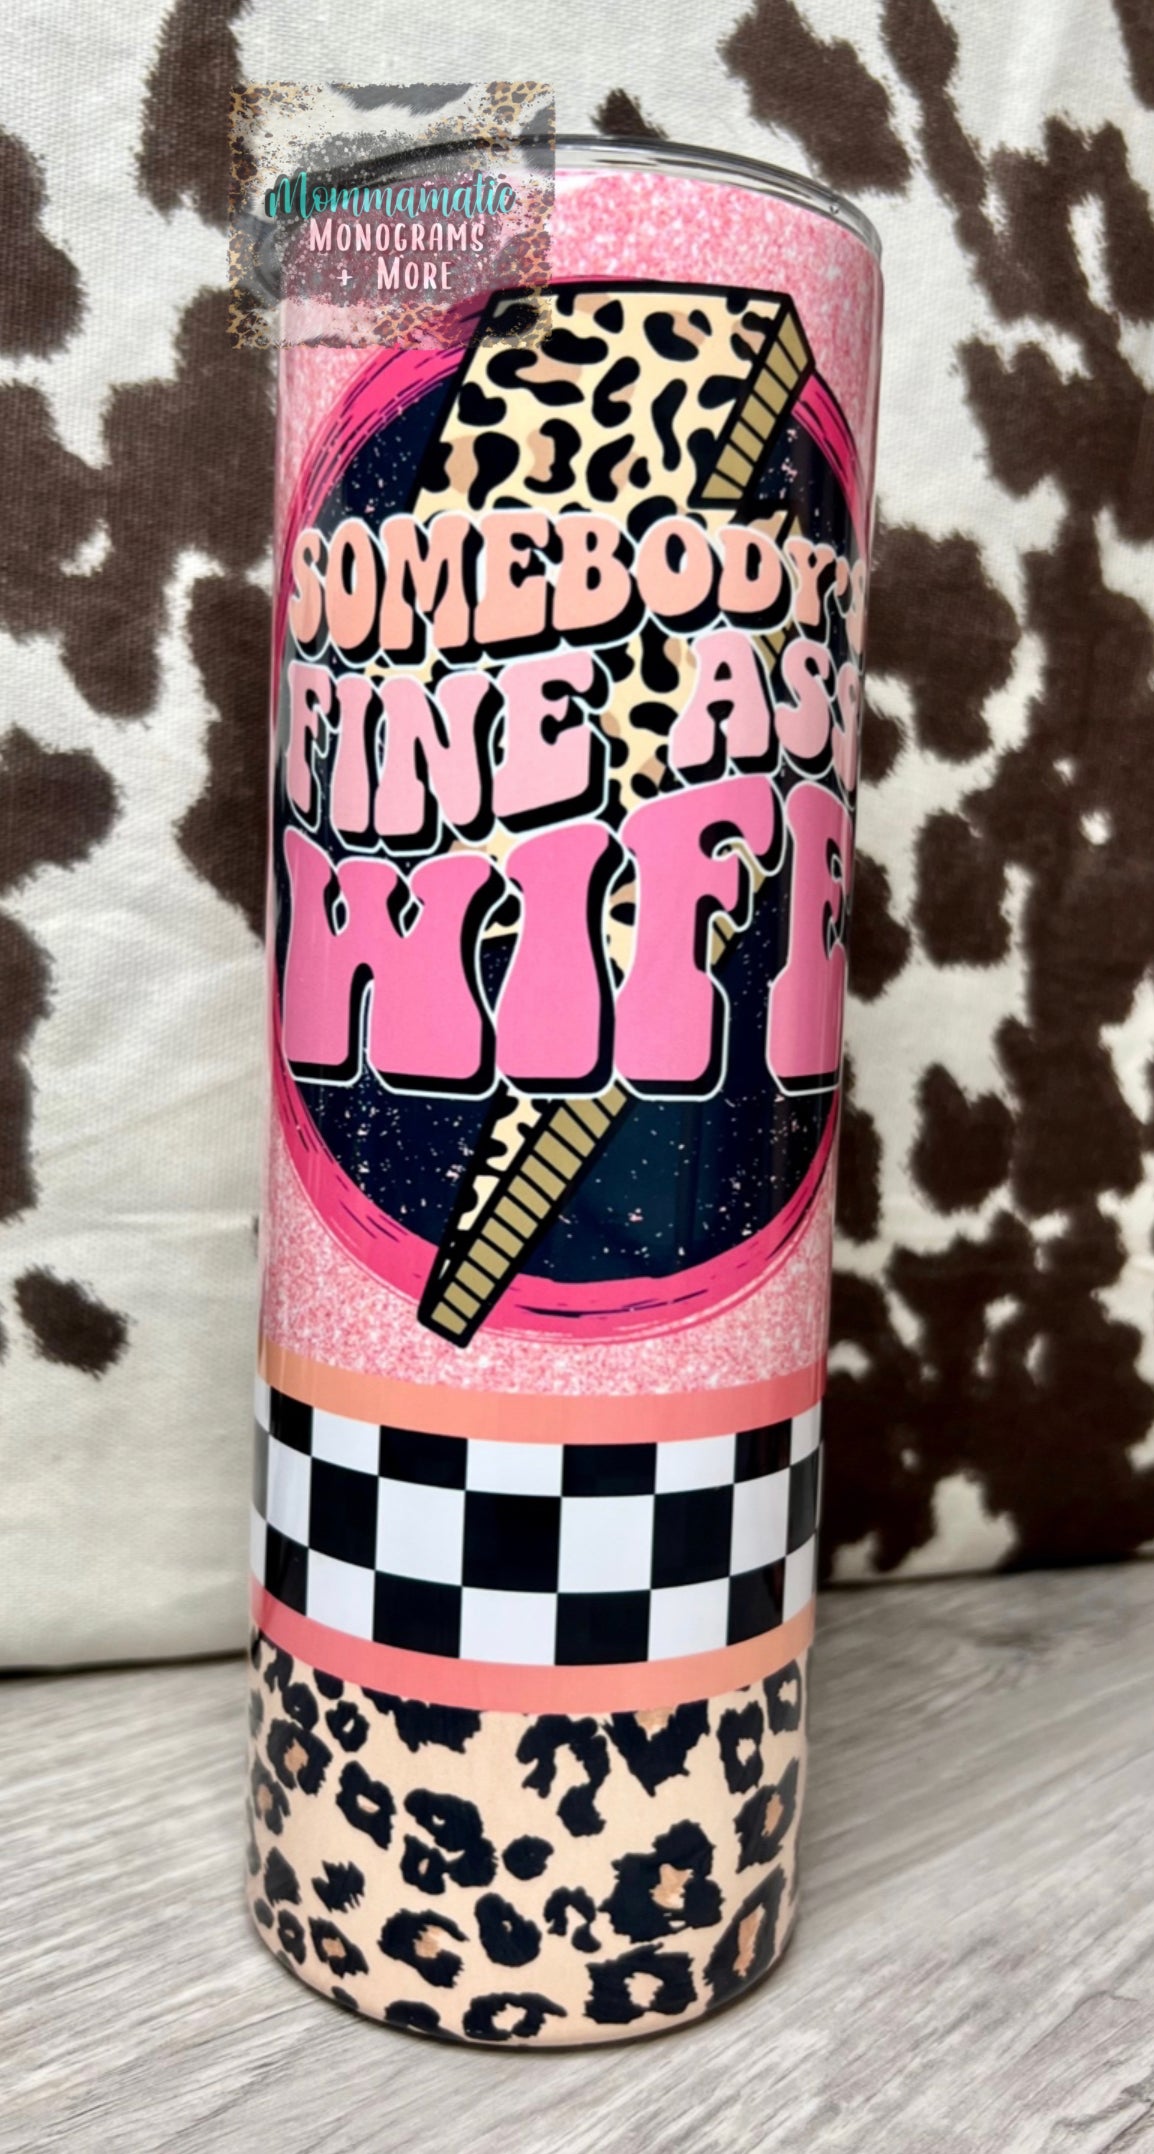 Mommamatic
MONOGRAMS
+ MORE
SOMEBODY'S
FINE ASS
WIFE